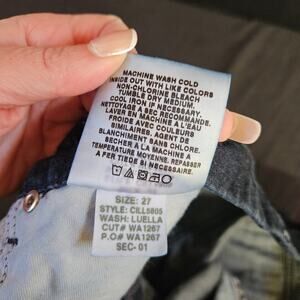 MACHINE WASH COLD
INSIDE OUT WITH LIKE COLORS
NON-CHLORINE BLEACH
TUMBLE DRY MEDIUM.
COOL IRON IF NECESSARY.
NETTOYAGE A SEC RECOMMANDE.
LAVER EN MACHINE A L'EAU
FROIDE AVEC COULEURS
SIMILAIRES. AGENT DE
BLANCHIMENT SANS CHLORE.
SECHER A LA MACHINE A
TEMPERATURE MOYENNE. REPASSER
A FER TIEDE SI NECESSAIRE.
SIZE: 27
STYLE: CILL5805
WASH: LUELLA
CUT# WA1267
P.O# WA1267
SEC-01